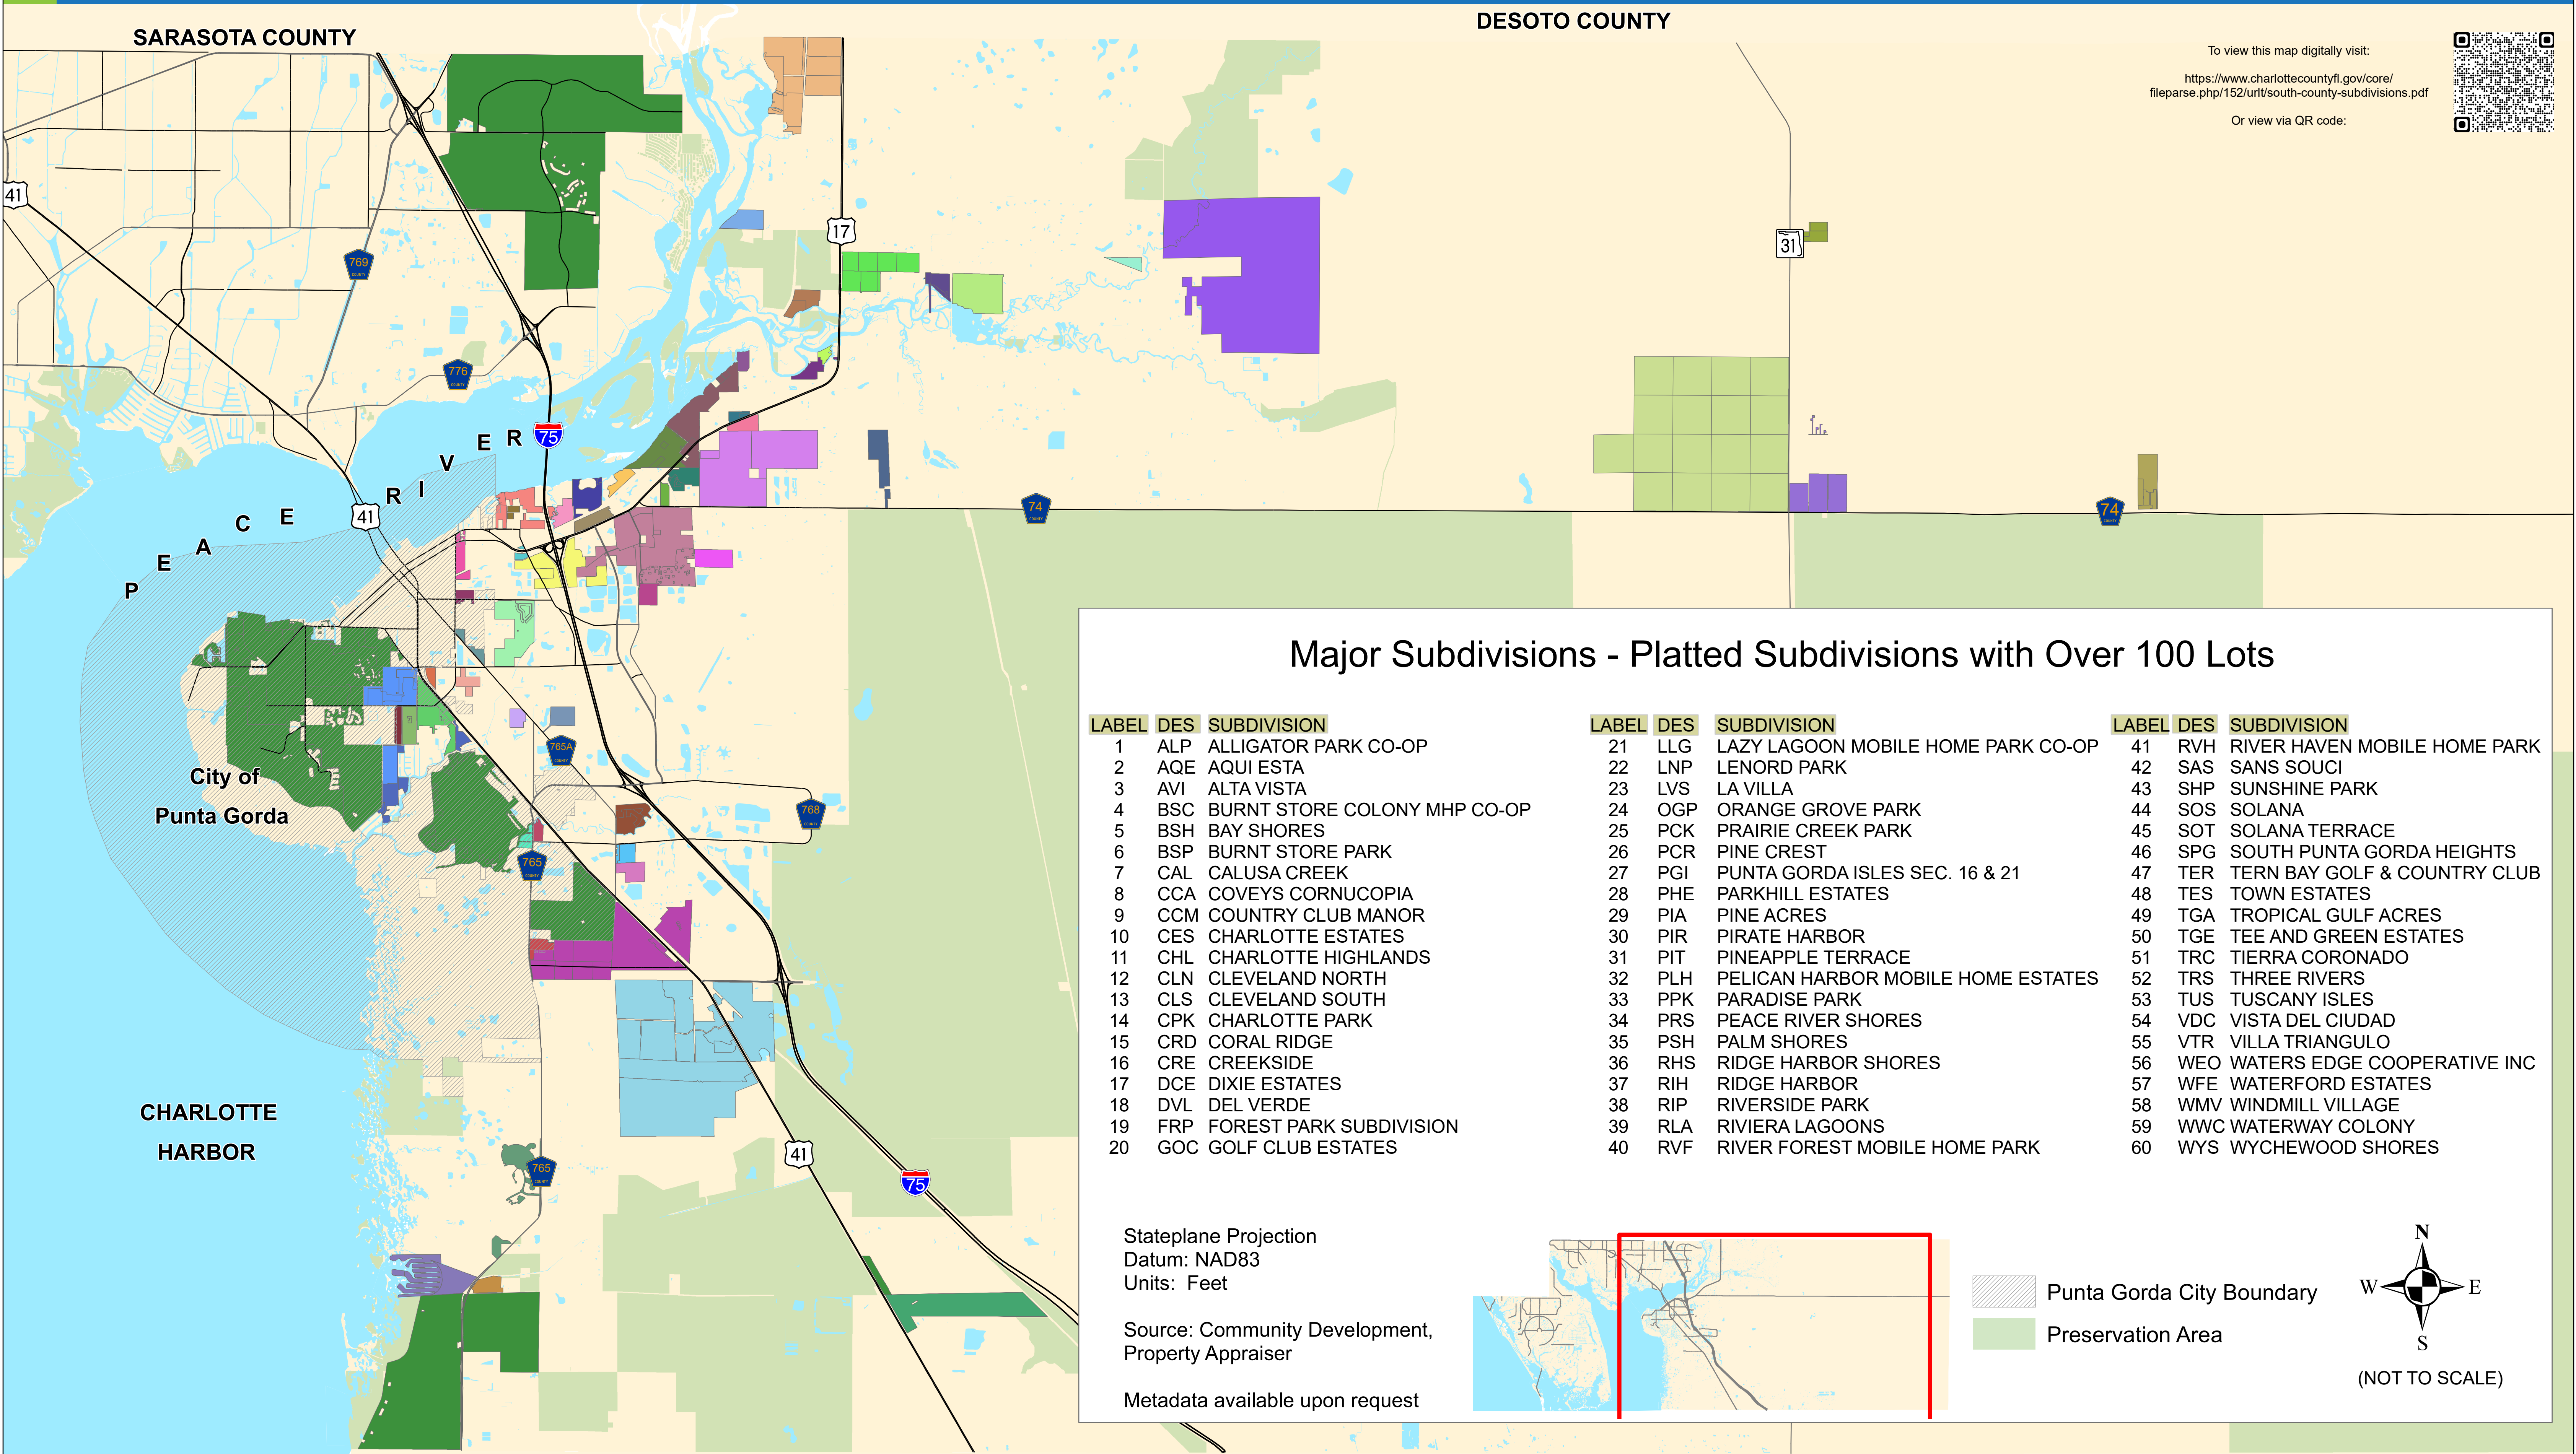 SARASOTA COUNTY
DESOTO COUNTY
To view this map digitally visit:
https://www.charlottecountyfl.gov/core/
fileparse.php/152/urlt/south-county-subdivisions.pdf
Or view via QR code:
41
17
31
769
COUNTY
776
COUNTY
75
PEACE RIVER
41
74
COUNTY
74
COUNTY
City of
Punta Gorda
765A
COUNTY
768
COUNTY
765
COUNTY
CHARLOTTE
HARBOR
765
COUNTY
41
75
Major Subdivisions - Platted Subdivisions with Over 100 Lots
LABEL DES SUBDIVISION
1 ALP ALLIGATOR PARK CO-OP
2 AQE AQUI ESTA
3 AVI ALTA VISTA
4 BSC BURNT STORE COLONY MHP CO-OP
5 BSH BAY SHORES
6 BSP BURNT STORE PARK
7 CAL CALUSA CREEK
8 CCA COVEYS CORNUCOPIA
9 CCM COUNTRY CLUB MANOR
10 CES CHARLOTTE ESTATES
11 CHL CHARLOTTE HIGHLANDS
12 CLN CLEVELAND NORTH
13 CLS CLEVELAND SOUTH
14 CPK CHARLOTTE PARK
15 CRD CORAL RIDGE
16 CRE CREEKSIDE
17 DCE DIXIE ESTATES
18 DVL DEL VERDE
19 FRP FOREST PARK SUBDIVISION
20 GOC GOLF CLUB ESTATES
LABEL DES SUBDIVISION
21 LLG LAZY LAGOON MOBILE HOME PARK CO-OP
22 LNP LENORD PARK
23 LVS LA VILLA
24 OGP ORANGE GROVE PARK
25 PCK PRAIRIE CREEK PARK
26 PCR PINE CREST
27 PGI PUNTA GORDA ISLES SEC. 16 & 21
28 PHE PARKHILL ESTATES
29 PIA PINE ACRES
30 PIR PIRATE HARBOR
31 PIT PINEAPPLE TERRACE
32 PLH PELICAN HARBOR MOBILE HOME ESTATES
33 PPK PARADISE PARK
34 PRS PEACE RIVER SHORES
35 PSH PALM SHORES
36 RHS RIDGE HARBOR SHORES
37 RIH RIDGE HARBOR
38 RIP RIVERSIDE PARK
39 RLA RIVIERA LAGOONS
40 RVF RIVER FOREST MOBILE HOME PARK
LABEL DES SUBDIVISION
41 RVH RIVER HAVEN MOBILE HOME PARK
42 SAS SANS SOUCI
43 SHP SUNSHINE PARK
44 SOS SOLANA
45 SOT SOLANA TERRACE
46 SPG SOUTH PUNTA GORDA HEIGHTS
47 TER TERN BAY GOLF & COUNTRY CLUB
48 TES TOWN ESTATES
49 TGA TROPICAL GULF ACRES
50 TGE TEE AND GREEN ESTATES
51 TRC TIERRA CORONADO
52 TRS THREE RIVERS
53 TUS TUSCANY ISLES
54 VDC VISTA DEL CIUDAD
55 VTR VILLA TRIANGULO
56 WEO WATERS EDGE COOPERATIVE INC
57 WFE WATERFORD ESTATES
58 WMV WINDMILL VILLAGE
59 WWC WATERWAY COLONY
60 WYS WYCHEWOOD SHORES
Stateplane Projection
Datum: NAD83
Units: Feet
Source: Community Development,
Property Appraiser
Metadata available upon request
Punta Gorda City Boundary
Preservation Area
N
W E
S
(NOT TO SCALE)